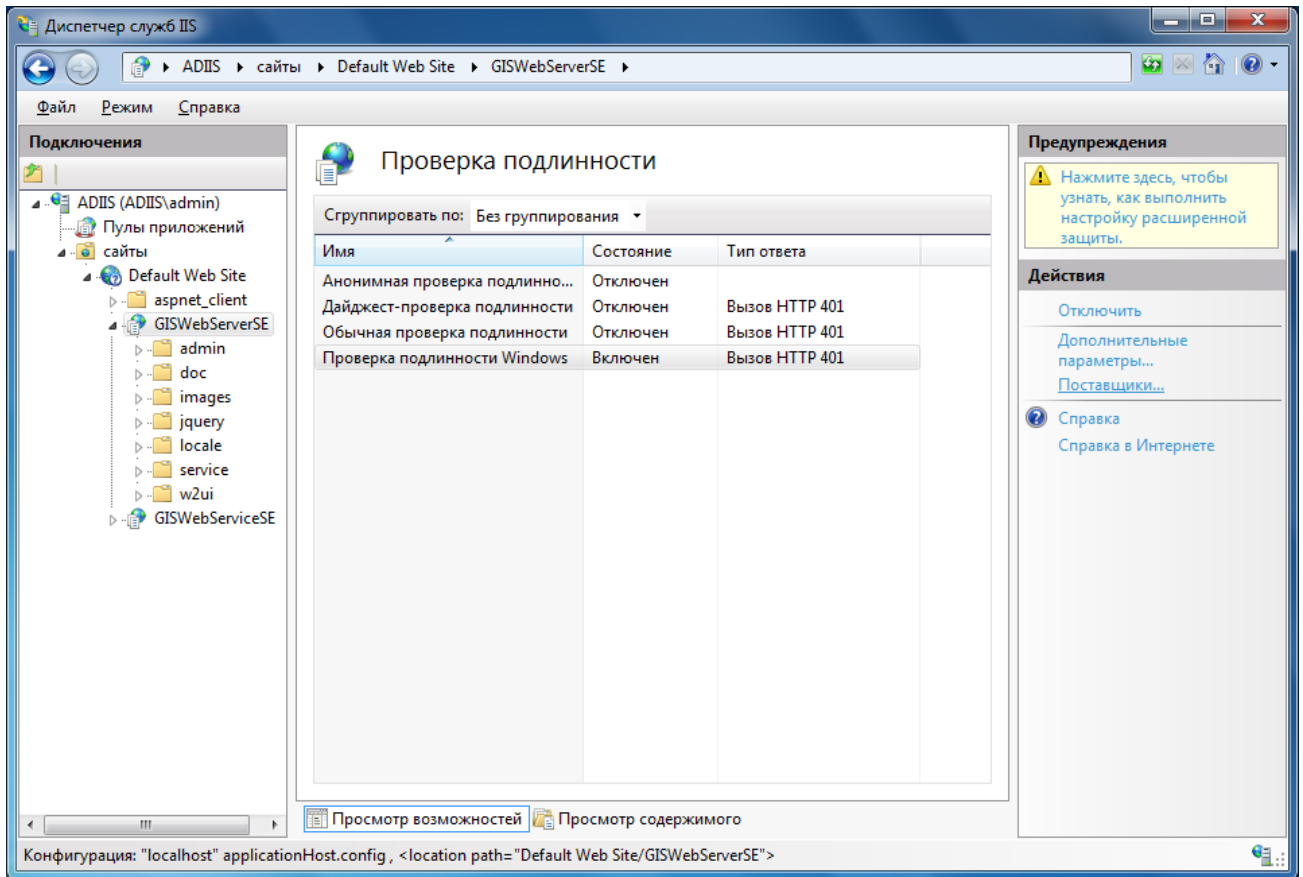 Диспетчер служб IIS
ADIIS сайты Default Web Site GISWebServerSE
Файл Режим Справка
Подключения
ADIIS (ADIIS\admin)
Пулы приложений
сайты
Default Web Site
aspnet_client
GISWebServerSE
admin
doc
images
jquery
locale
service
w2ui
GISWebServiceSE
Проверка подлинности
Сгруппировать по: Без группирования
Имя Состояние Тип ответа
Анонимная проверка подлинно... Отключен
Дайджест-проверка подлинности Отключен Вызов HTTP 401
Обычная проверка подлинности Отключен Вызов HTTP 401
Проверка подлинности Windows Включен Вызов HTTP 401
Просмотр возможностей Просмотр содержимого
Предупреждения
Нажмите здесь, чтобы
узнать, как выполнить
настройку расширенной
защиты.
Действия
Отключить
Дополнительные
параметры...
Поставщики...
Справка
Справка в Интернете
Конфигурация: "localhost" applicationHost.config , <location path="Default Web Site/GISWebServerSE">